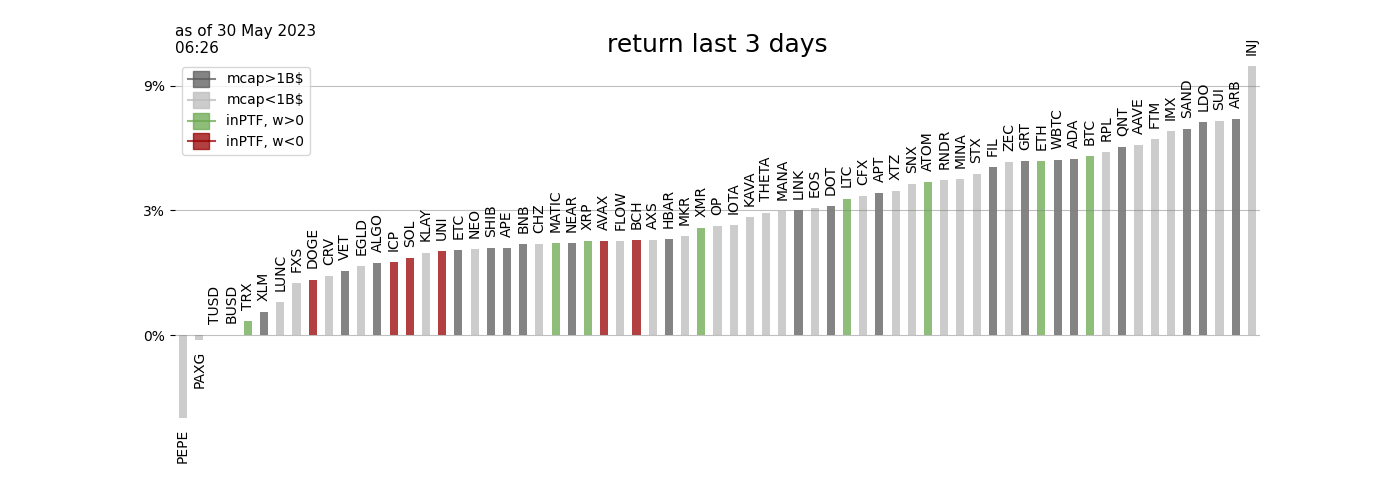 as of 30 May 2023
06:26
return last 3 days
mcap>1B$
mcap<1B$
inPTF, w>0
inPTF, w<0
9%
3%
0%
PEPE
PAXG
TUSD
BUSD
TRX
XLM
LUNC
FXS
DOGE
CRV
VET
EGLD
ALGO
ICP
SOL
KLAY
UNI
ETC
NEO
SHIB
APE
BNB
CHZ
MATIC
NEAR
XRP
AVAX
FLOW
BCH
AXS
HBAR
MKR
XMR
OP
IOTA
KAVA
THETA
MANA
LINK
EOS
DOT
LTC
CFX
APT
XTZ
SNX
ATOM
RNDR
MINA
STX
FIL
ZEC
GRT
ETH
WBTC
ADA
BTC
RPL
QNT
AAVE
FTM
IMX
SAND
LDO
SUI
ARB
INJ